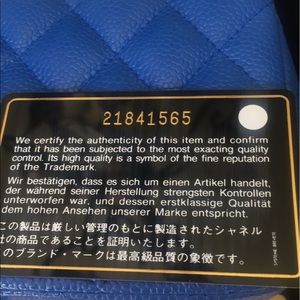 21841565
We certify the authenticity of this item and confirm
that it has been subjected to the most exacting quality
control. Its high quality is a symbol of the fine reputation
of the Trademark.
Wir bestätigen, dass es sich um einen Artikel handelt,
der während seiner Herstellung strengsten Kontrollen
unterworfen war, und dessen erstklassige Qualität
dem hohen Ansehen unserer Marke entspricht.
この製品は厳しい管理のもとに製造されたシャネル
社の商品であることを証明いたします。
のブランド・マークは最高級品質の象徴です。